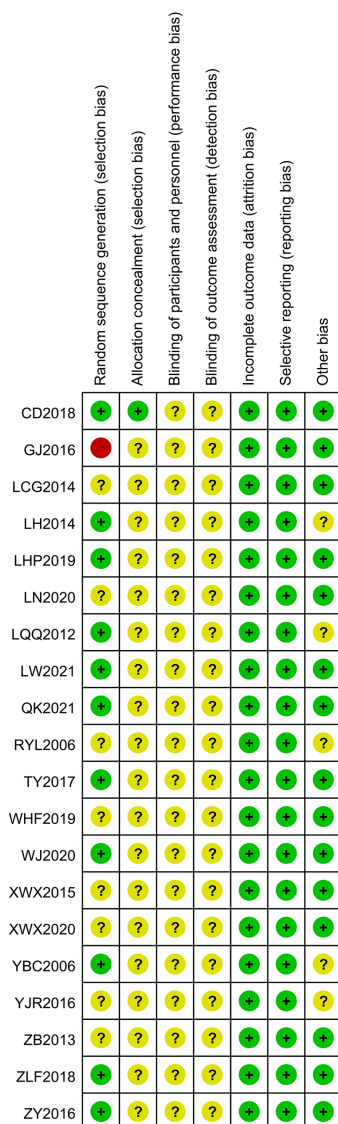 Random sequence generation (selection bias)
Allocation concealment (selection bias)
Blinding of participants and personnel (performance bias)
Blinding of outcome assessment (detection bias)
Incomplete outcome data (attrition bias)
Selective reporting (reporting bias)
Other bias
CD2018 + + ? ? + + +
GJ2016 - ? ? ? + + +
LCG2014 ? ? ? ? + + +
LH2014 + ? ? ? + + ?
LHP2019 + ? ? ? + + +
LN2020 ? ? ? ? + + +
LQQ2012 + ? ? ? + + ?
LW2021 + ? ? ? + + +
QK2021 + ? ? ? + + +
RYL2006 ? ? ? ? + + ?
TY2017 + ? ? ? + + +
WHF2019 ? ? ? ? + + +
WJ2020 + ? ? ? + + +
XWX2015 ? ? ? ? + + +
XWX2020 ? ? ? ? + + +
YBC2006 + ? ? ? + + ?
YJR2016 ? ? ? ? + + ?
ZB2013 ? ? ? ? + + +
ZLF2018 + ? ? ? + + +
ZY2016 + ? ? ? + + +